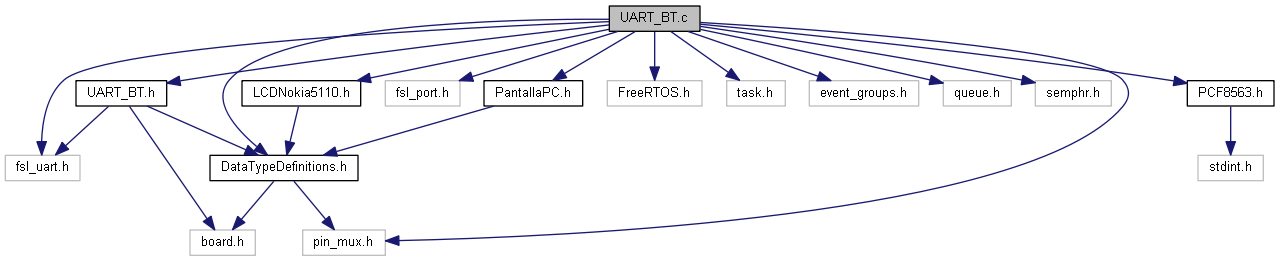 UART_BT.c
UART_BT.h
LCDNokia5110.h
fsl_port.h
PantallaPC.h
FreeRTOS.h
task.h
event_groups.h
queue.h
semphr.h
PCF8563.h
fsl_uart.h
DataTypeDefinitions.h
stdint.h
board.h
pin_mux.h